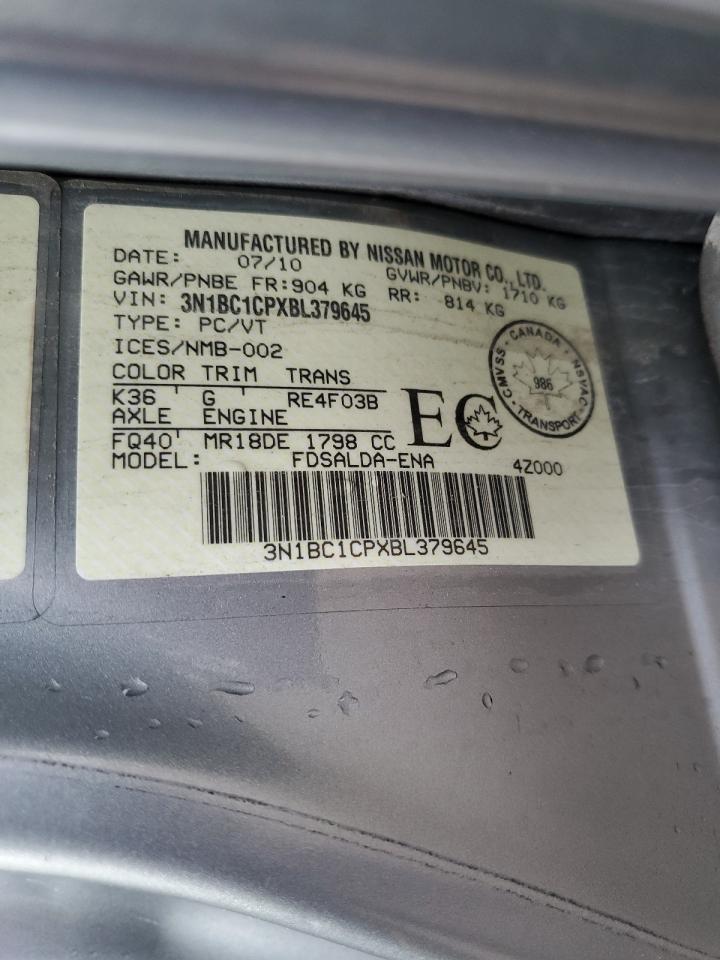 MANUFACTURED BY NISSAN MOTOR CO., LTD.
DATE: 07/10 GVWR/PNBV: 1710 KG
GAWR/PNBE FR: 904 KG RR: 814 KG
VIN: 3N1BC1CPXBL379645
TYPE: PC/VT
ICES/NMB-002
COLOR TRIM TRANS
K36 ' G ' RE4F03B
AXLE ENGINE
FQ40' MR18DE 1798 CC
MODEL: FDSALDA-ENA 4Z000
EC
CANADA · NSVAC · TRANSPORT · CMVSS ·
986
3N1BC1CPXBL379645